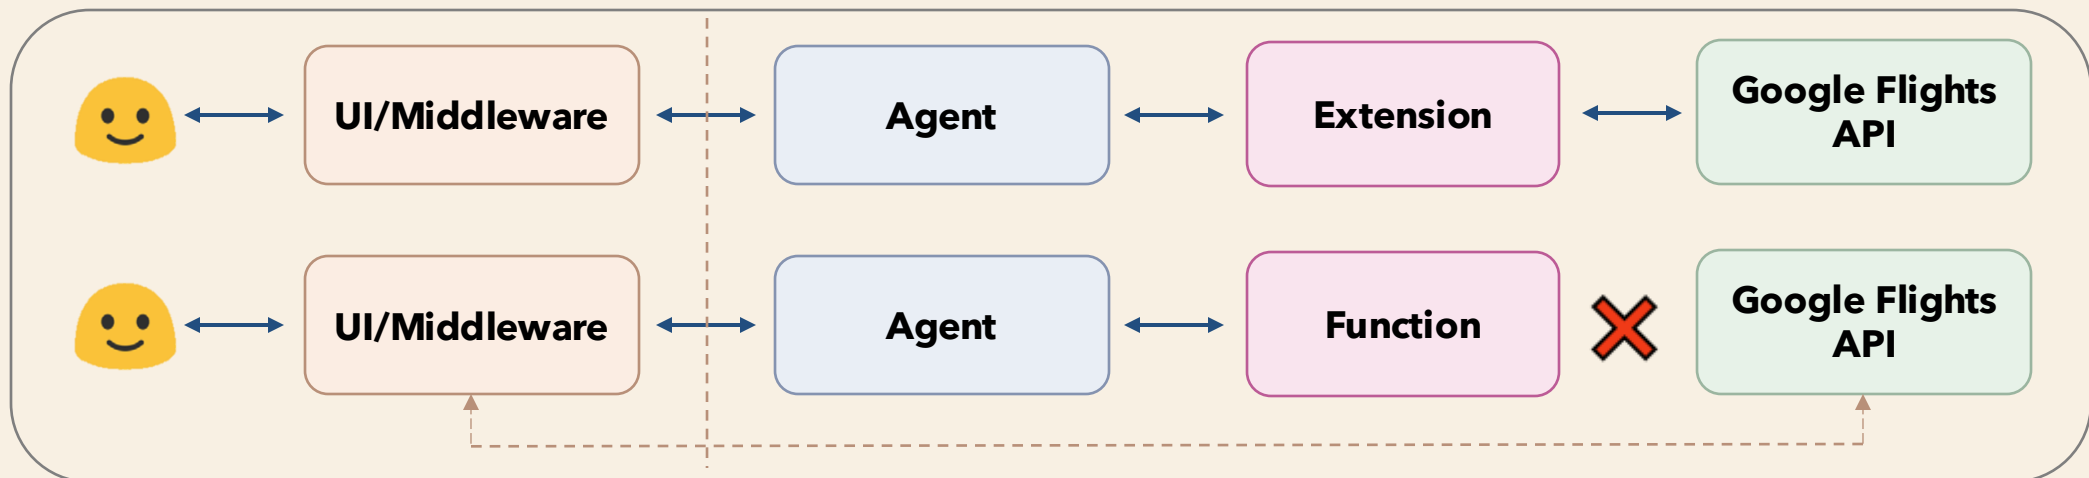 UI/Middleware
Agent
Extension
Google Flights
API
UI/Middleware
Agent
Function
Google Flights
API